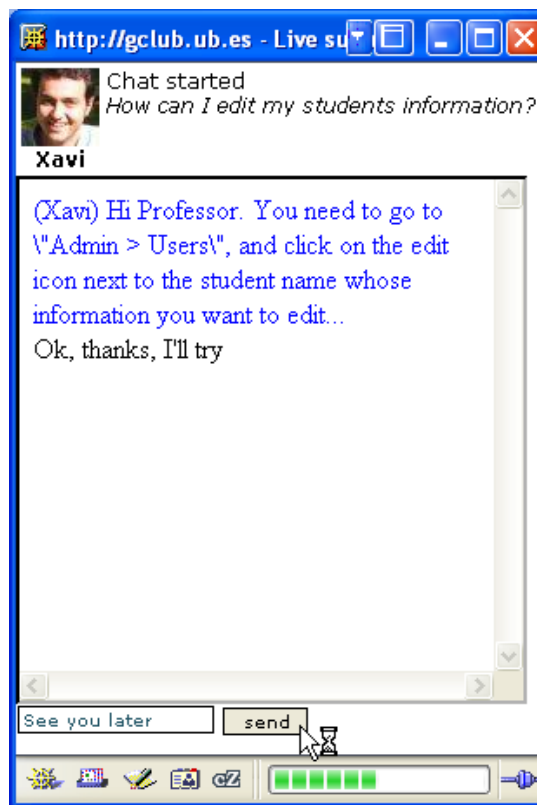 http://gclub.ub.es - Live su
Chat started
How can I edit my students information?
Xavi
(Xavi) Hi Professor. You need to go to
\"Admin > Users\", and click on the edit
icon next to the student name whose
information you want to edit...
Ok, thanks, I'll try
See you later
send